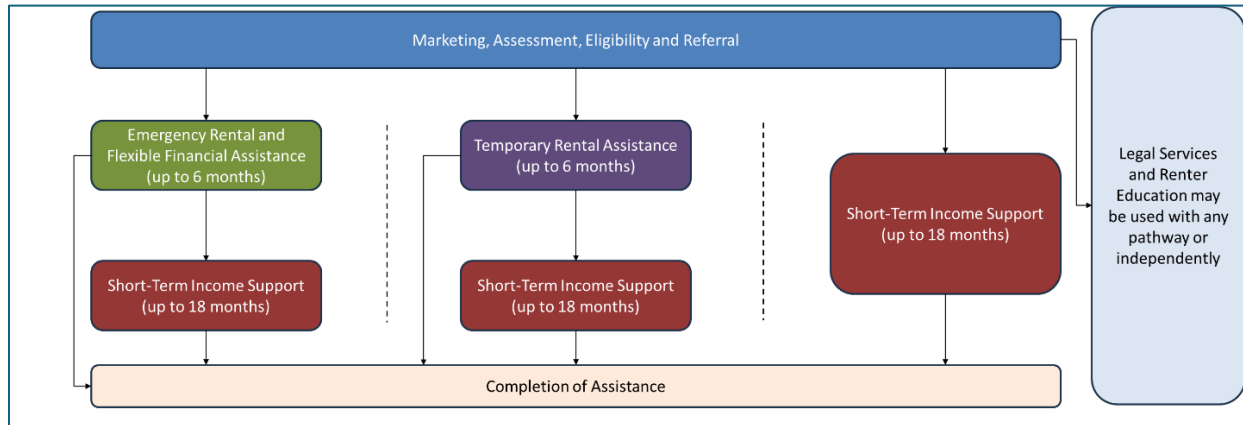 Marketing, Assessment, Eligibility and Referral
Emergency Rental and
Flexible Financial Assistance
(up to 6 months)
Temporary Rental Assistance
(up to 6 months)
Short-Term Income Support
(up to 18 months)
Legal Services
and Renter
Education may
be used with any
pathway or
independently
Short-Term Income Support
(up to 18 months)
Short-Term Income Support
(up to 18 months)
Completion of Assistance